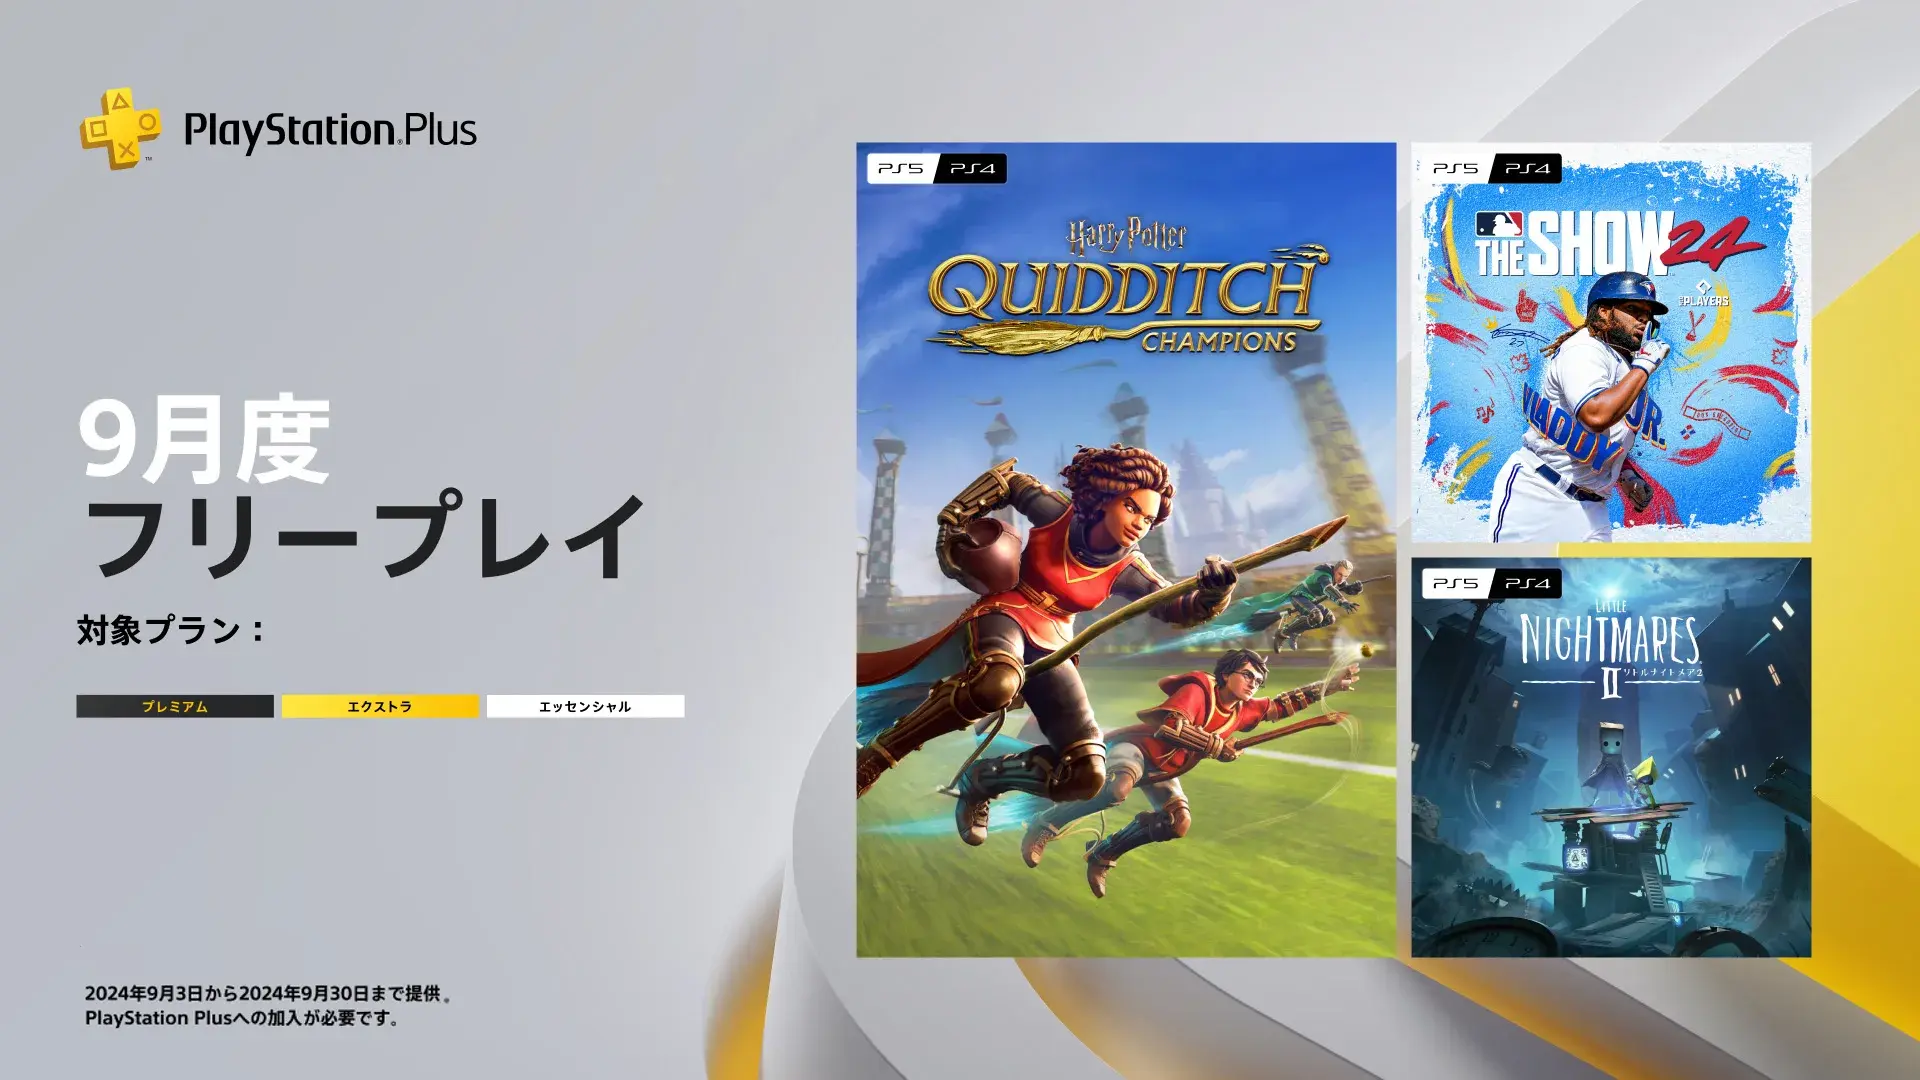 PlayStation®Plus
9月度
フリープレイ
対象プラン：
プレミアム
エクストラ
エッセンシャル
2024年9月3日から2024年9月30日まで提供。
PlayStation Plusへの加入が必要です。
PS5 PS4
Harry Potter
QUIDDITCH
CHAMPIONS
PS5 PS4
THE SHOW 24
PLAYERS
VLADDY JR.
PS5 PS4
LITTLE
NIGHTMARES
II リトルナイトメア2